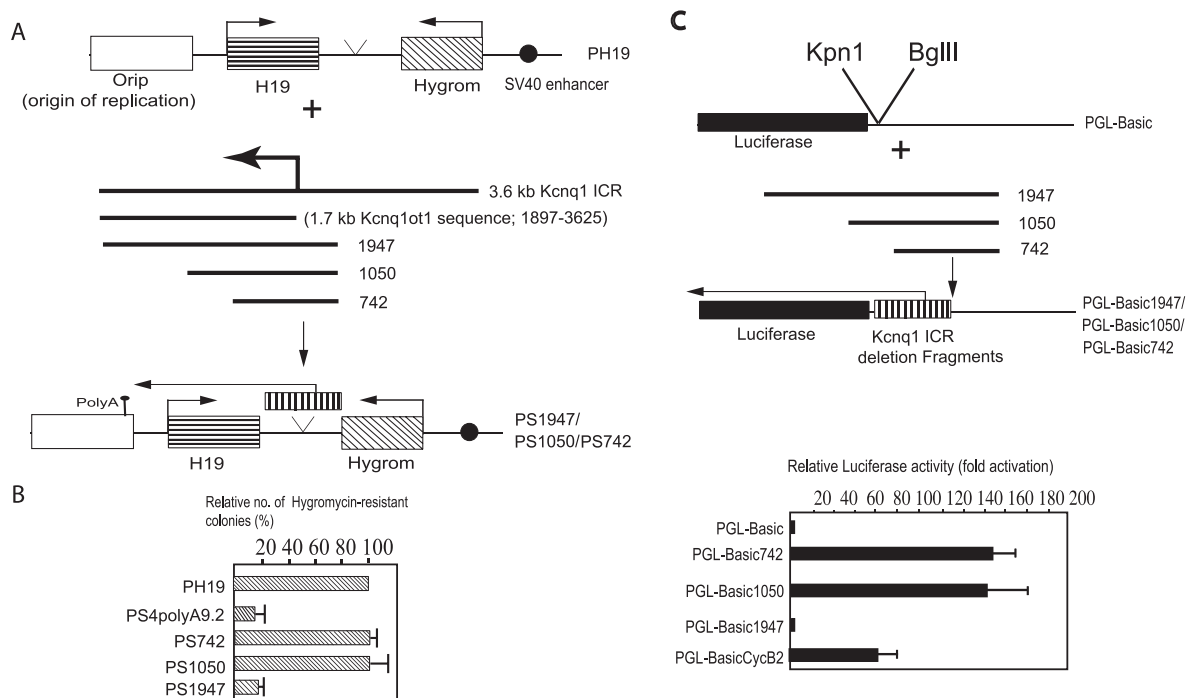 A
PH19
Orip
(origin of replication)
H19
Hygrom
SV40 enhancer
+
3.6 kb Kcnq1 ICR
(1.7 kb Kcnq1ot1 sequence; 1897-3625)
1947
1050
742
PolyA
H19
Hygrom
PS1947/
PS1050/PS742
B
Relative no. of Hygromycin-resistant
colonies (%)
20 40 60 80 100
PH19
PS4polyA9.2
PS742
PS1050
PS1947
C
Kpn1
BgIII
Luciferase
PGL-Basic
+
1947
1050
742
Luciferase
Kcnq1 ICR
deletion Fragments
PGL-Basic1947/
PGL-Basic1050/
PGL-Basic742
Relative Luciferase activity (fold activation)
20 40 60 80 100 120 140 160 200
PGL-Basic
PGL-Basic742
PGL-Basic1050
PGL-Basic1947
PGL-BasicCycB2